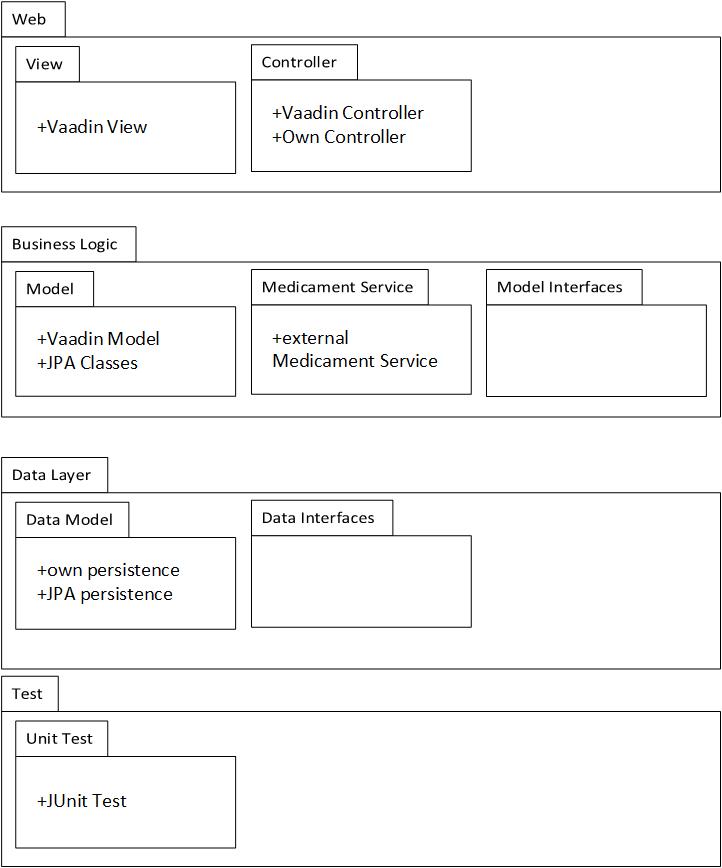 Web
View
+Vaadin View
Controller
+Vaadin Controller
+Own Controller
Business Logic
Model
+Vaadin Model
+JPA Classes
Medicament Service
+external
Medicament Service
Model Interfaces
Data Layer
Data Model
+own persistence
+JPA persistence
Data Interfaces
Test
Unit Test
+JUnit Test